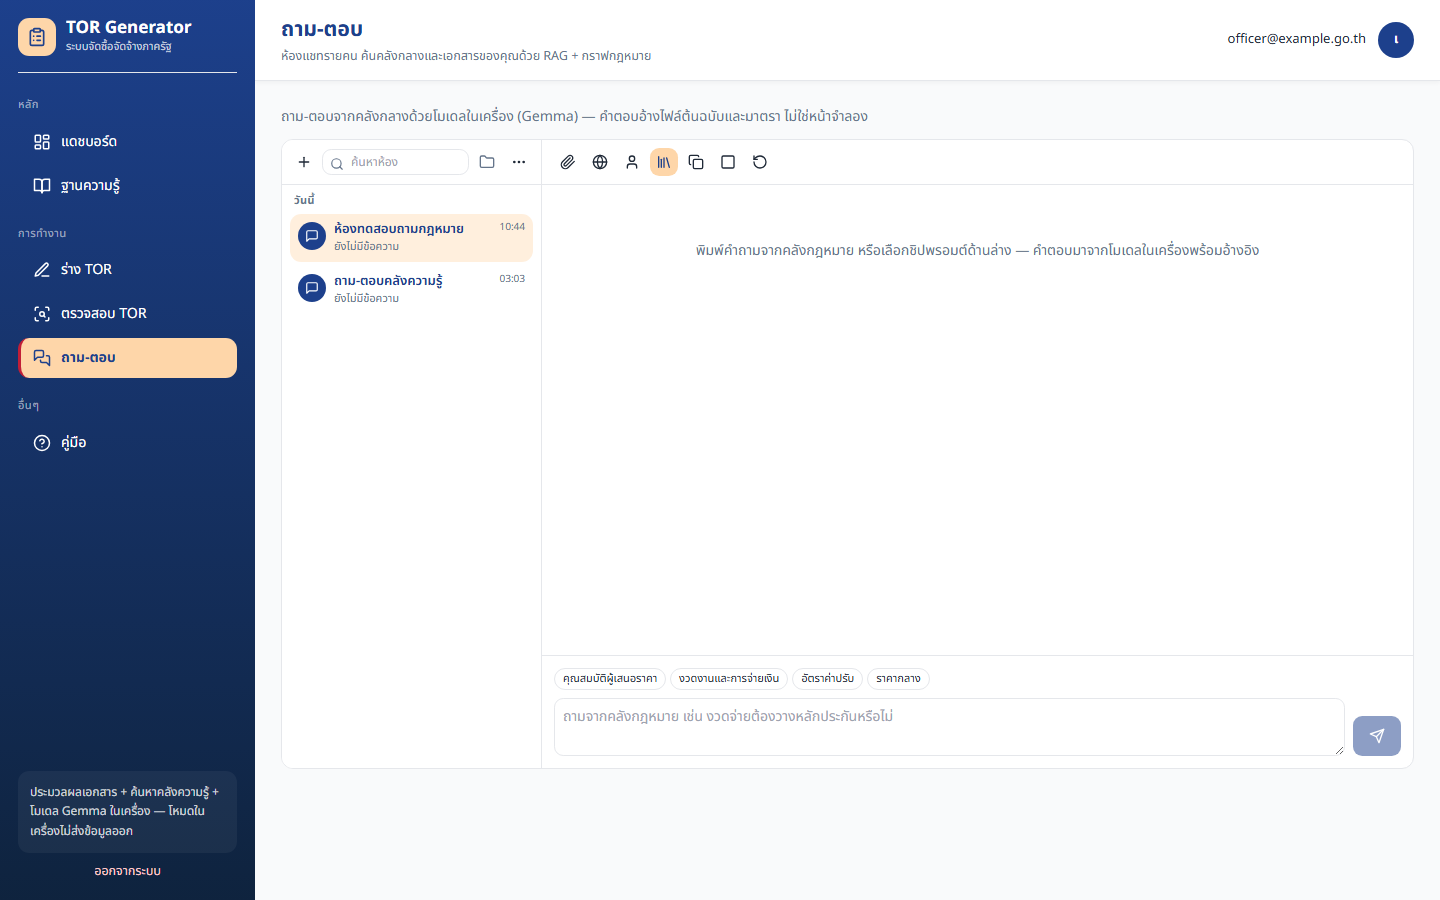 TOR Generator
ระบบจัดซื้อจัดจ้างภาครัฐ
หลัก
แดชบอร์ด
ฐานความรู้
การทำงาน
ร่าง TOR
ตรวจสอบ TOR
ถาม-ตอบ
อื่นๆ
คู่มือ
ประมวลผลเอกสาร + ค้นหาคลังความรู้ +
โมเดล Gemma ในเครื่อง — โหมดใน
เครื่องไม่ส่งข้อมูลออก
ออกจากระบบ
ถาม-ตอบ
ห้องแชทรายคน ค้นคลังกลางและเอกสารของคุณด้วย RAG + กราฟกฎหมาย
officer@example.go.th
เ
ถาม-ตอบจากคลังกลางด้วยโมเดลในเครื่อง (Gemma) — คำตอบอ้างไฟล์ต้นฉบับและมาตรา ไม่ใช่หน้าจำลอง
ค้นหาห้อง
วันนี้
ห้องทดสอบถามกฎหมาย 10:44
ยังไม่มีข้อความ
ถาม-ตอบคลังความรู้ 03:03
ยังไม่มีข้อความ
พิมพ์คำถามจากคลังกฎหมาย หรือเลือกชิปพรอมต์ด้านล่าง — คำตอบมาจากโมเดลในเครื่องพร้อมอ้างอิง
คุณสมบัติผู้เสนอราคา งวดงานและการจ่ายเงิน อัตราค่าปรับ ราคากลาง
ถามจากคลังกฎหมาย เช่น งวดจ่ายต้องวางหลักประกันหรือไม่